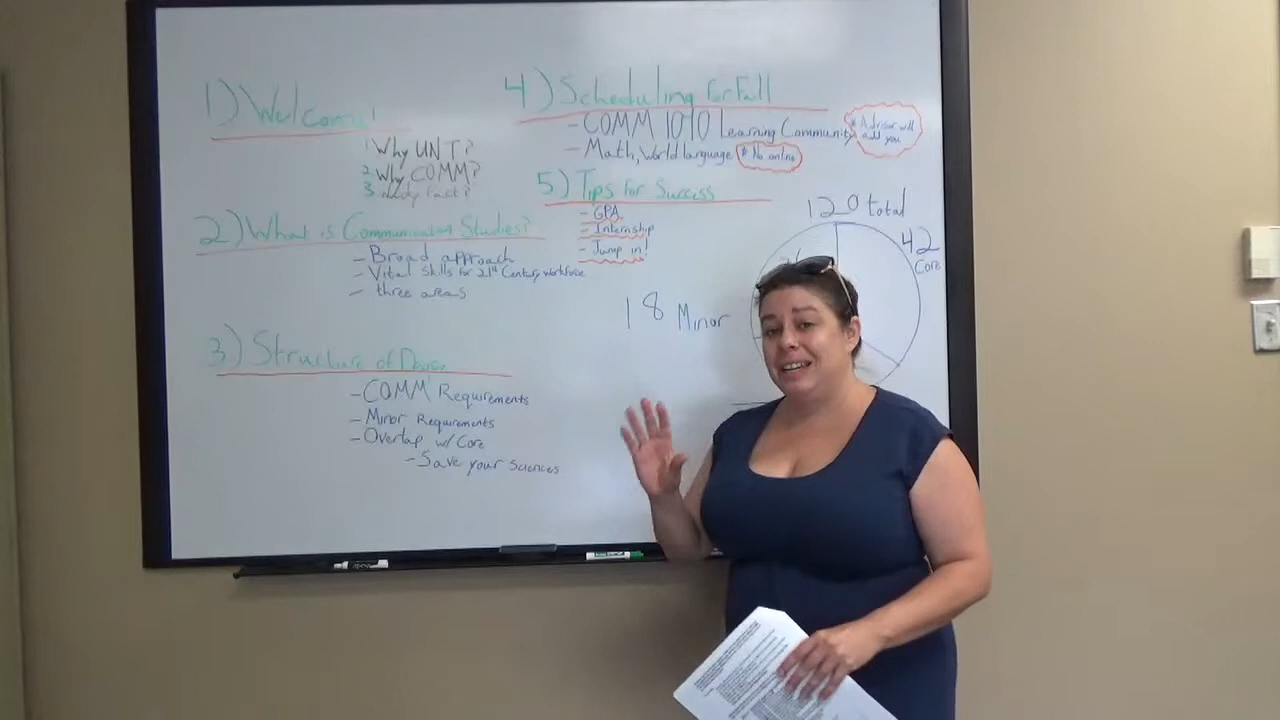 1) Welcome!
1 Why UNT?
2 Why COMM?
3
2) What is Communication Studies?
- Broad approach
- Vital Skills for 21st Century workforce
- three areas
3) Structure of
- COMM Requirements
- Minor Requirements
- Overlap w/ Core
- Save your Sciences
4) Scheduling for Fall
- COMM 1010 Learning Community
* Advisor will
add you
- Math, World language * No online
5) Tips for Success
- GPA
- Internship
- Jump in!
120 total
42
Core
18 Minor